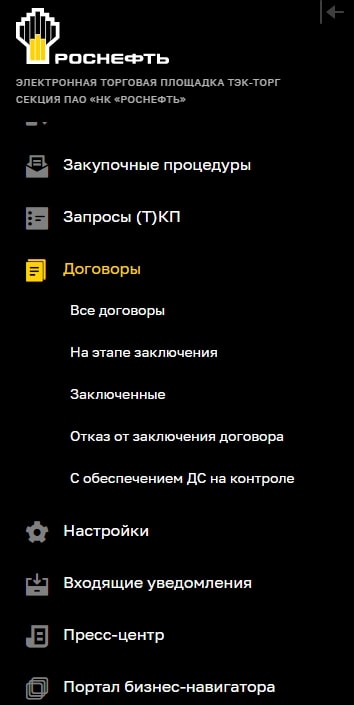 РОСНЕФТЬ
ЭЛЕКТРОННАЯ ТОРГОВАЯ ПЛОЩАДКА ТЭК-ТОРГ
СЕКЦИЯ ПАО «НК «РОСНЕФТЬ»
Закупочные процедуры
Запросы (Т)КП
Договоры
Все договоры
На этапе заключения
Заключенные
Отказ от заключения договора
С обеспечением ДС на контроле
Настройки
Входящие уведомления
Пресс-центр
Портал бизнес-навигатора